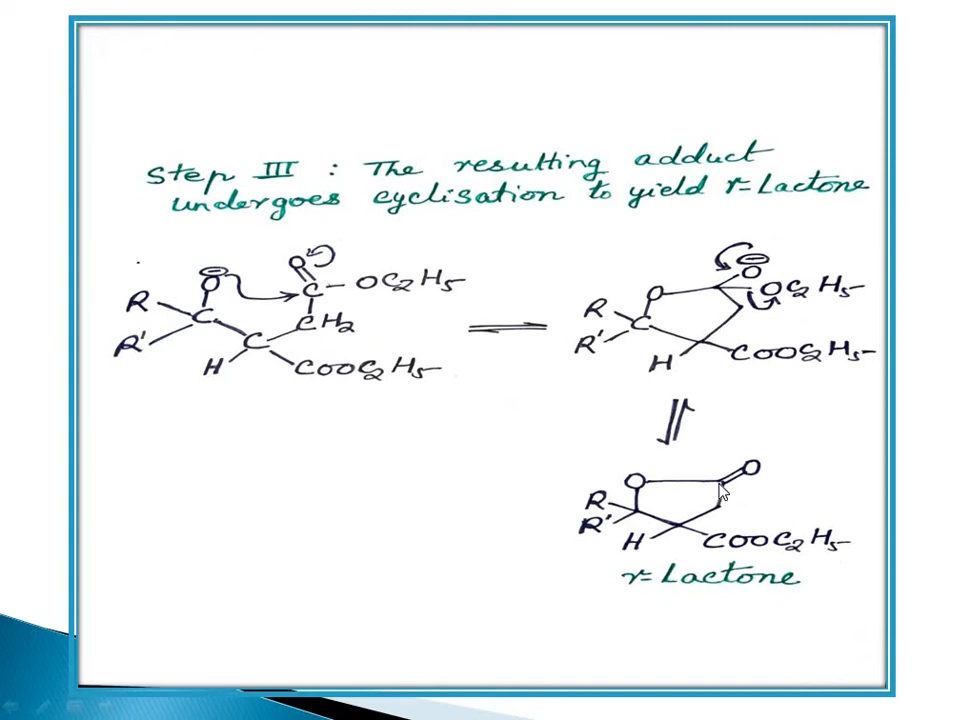 Step III : The resulting adduct
undergoes cyclisation to yield r-Lactone
O⊖ O
R C - OC2H5
R' C CH2
H C COOC2H5
O⊖
R O OC2H5
R' C
H COOC2H5
O O
R
R'
H COOC2H5
r-Lactone